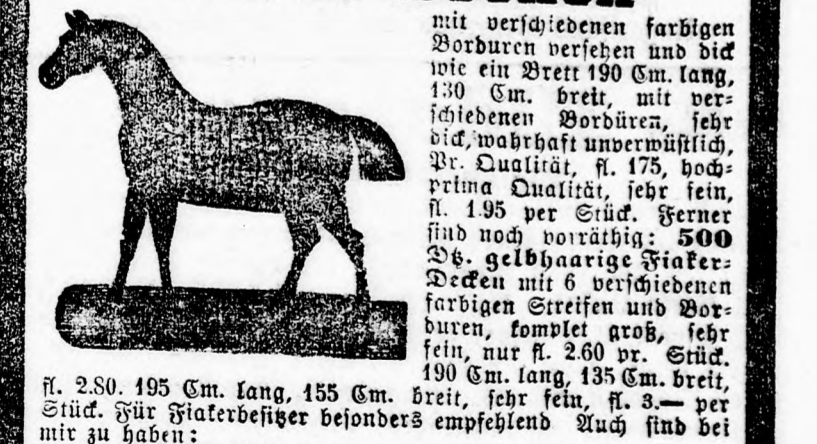 mit verschiedenen farbigen
Borduren versehen und dick
wie ein Brett 190 Cm. lang,
130 Cm. breit, mit ver-
schiedenen Bordüren, sehr
dick, wahrhaft unverwüstlich,
Pr. Qualität, fl. 175, hoch-
prima Qualität, sehr fein,
fl. 1.95 per Stück. Ferner
sind noch vorräthig: 500
Dtz. gelbhaarige Fiaker-
Decken mit 6 verschiedenen
farbigen Streifen und Bor-
duren, komplet groß, sehr
fein, nur fl. 2.60 pr. Stück.
190 Cm. lang, 135 Cm. breit,
fl. 2.80. 195 Cm. lang, 155 Cm. breit, sehr fein, fl. 3.— per
Stück. Für Fiakerbesitzer besonders empfehlend Auch sind bei
mir zu haben: